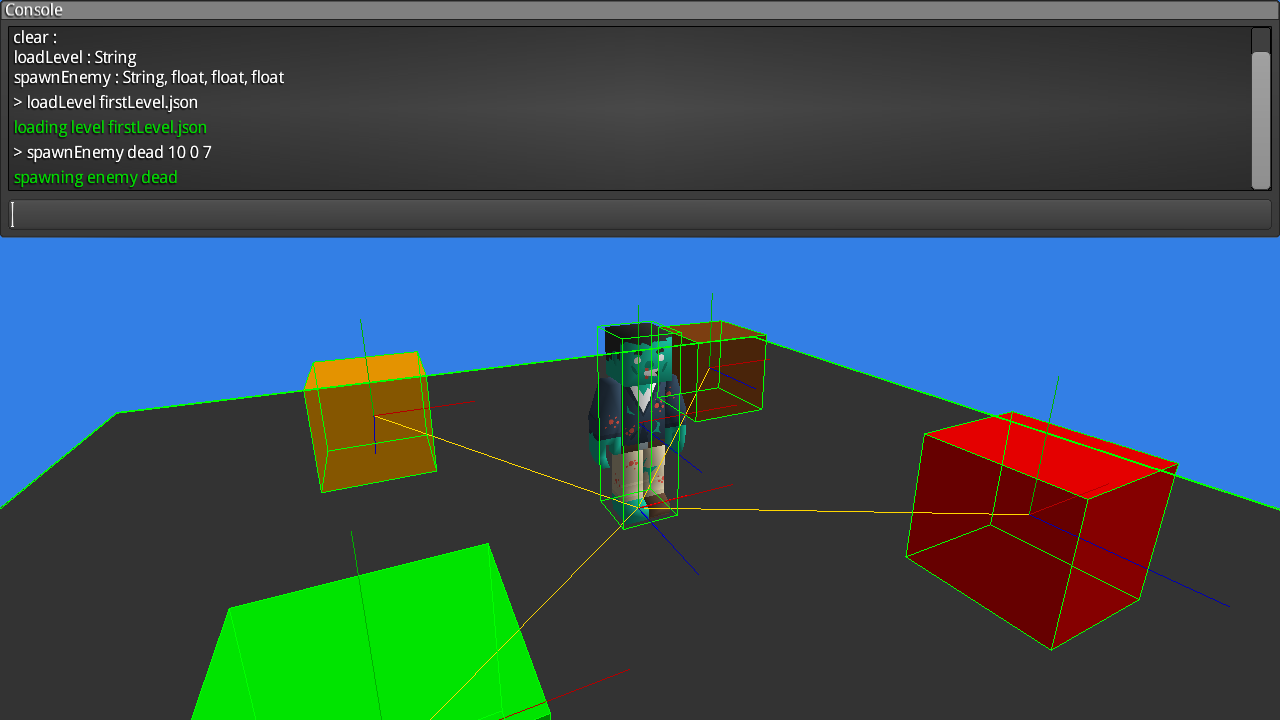 Console
clear :
loadLevel : String
spawnEnemy : String, float, float, float
> loadLevel firstLevel.json
loading level firstLevel.json
> spawnEnemy dead 10 0 7
spawning enemy dead